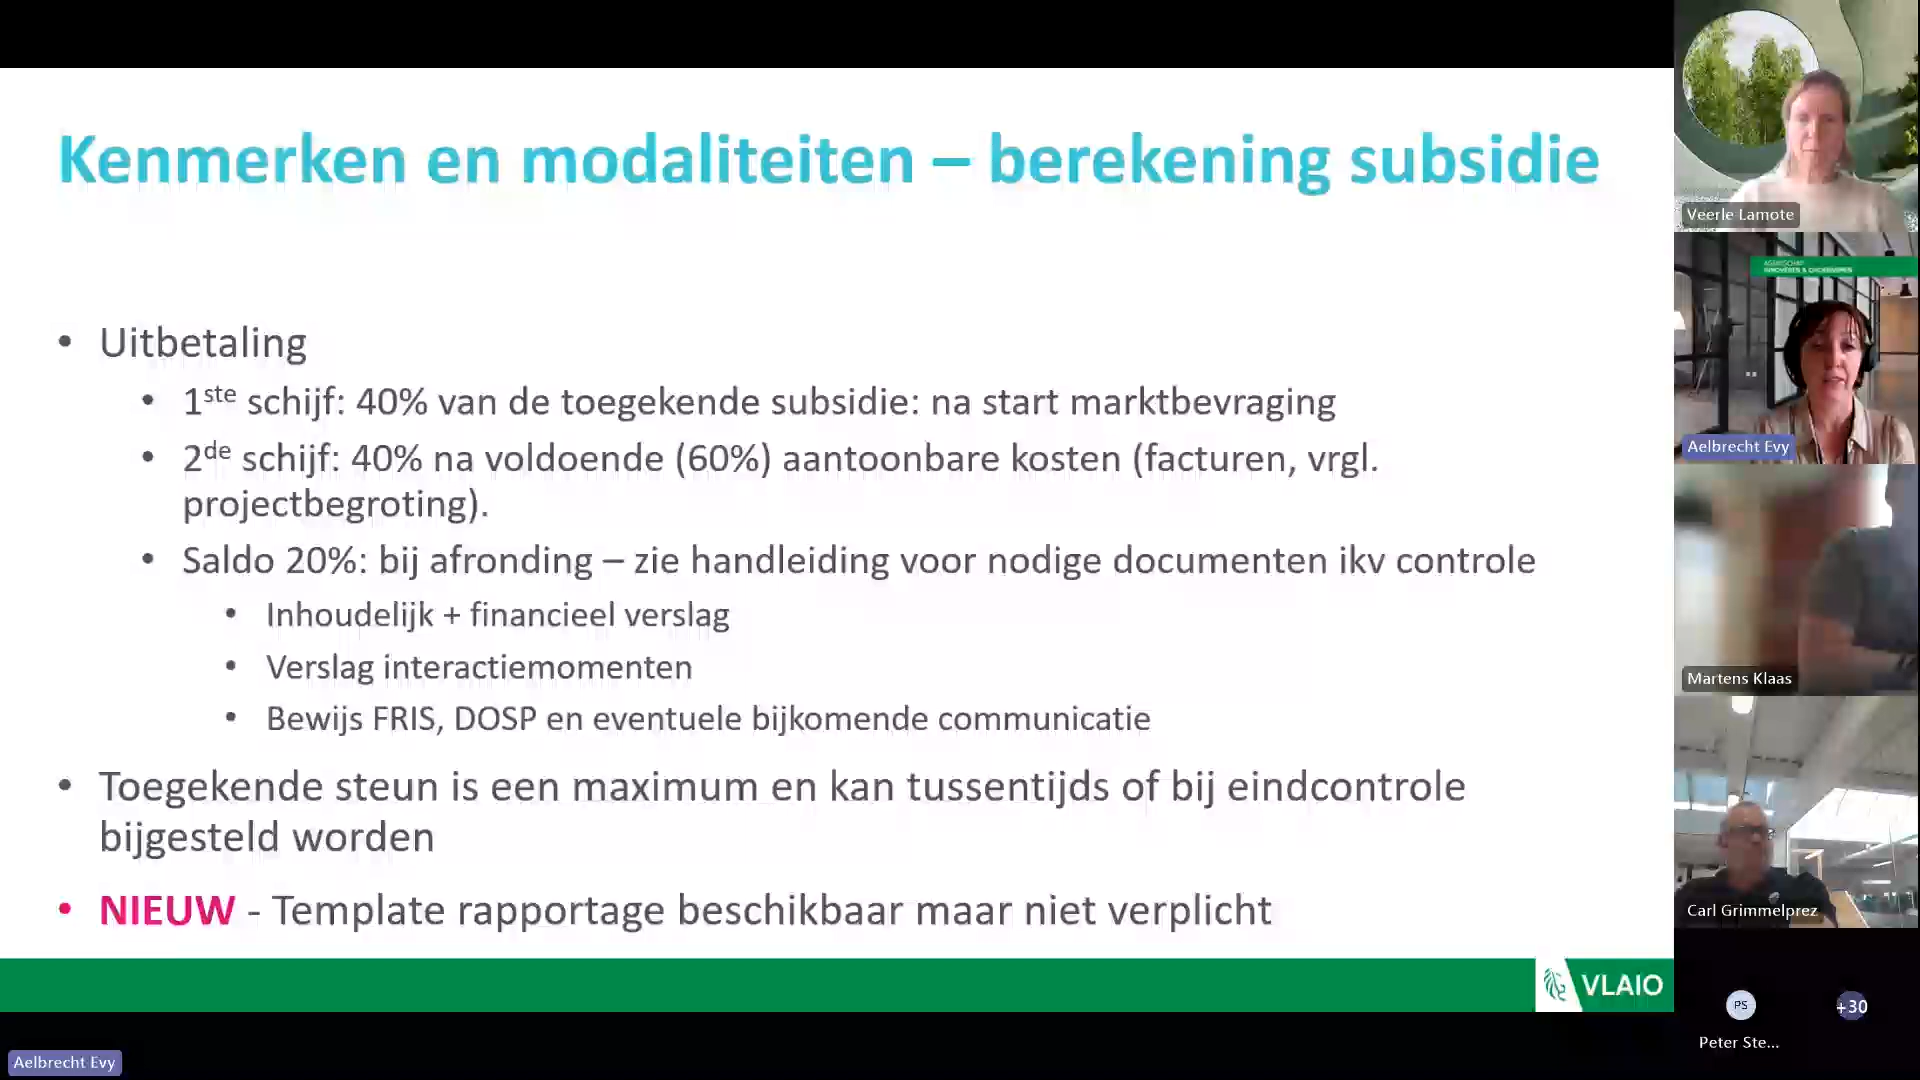 Kenmerken en modaliteiten – berekening subsidie
• Uitbetaling
• 1ste schijf: 40% van de toegekende subsidie: na start marktbevraging
• 2de schijf: 40% na voldoende (60%) aantoonbare kosten (facturen, vrgl.
projectbegroting).
• Saldo 20%: bij afronding – zie handleiding voor nodige documenten ikv controle
• Inhoudelijk + financieel verslag
• Verslag interactiemomenten
• Bewijs FRIS, DOSP en eventuele bijkomende communicatie
• Toegekende steun is een maximum en kan tussentijds of bij eindcontrole
bijgesteld worden
• NIEUW - Template rapportage beschikbaar maar niet verplicht
VLAIO
Aelbrecht Evy
Veerle Lamote
AGENTSCHAP
INNOVEREN & ONDERNEMEN
Aelbrecht Evy
Martens Klaas
Carl Grimmelprez
PS
+30
Peter Ste...